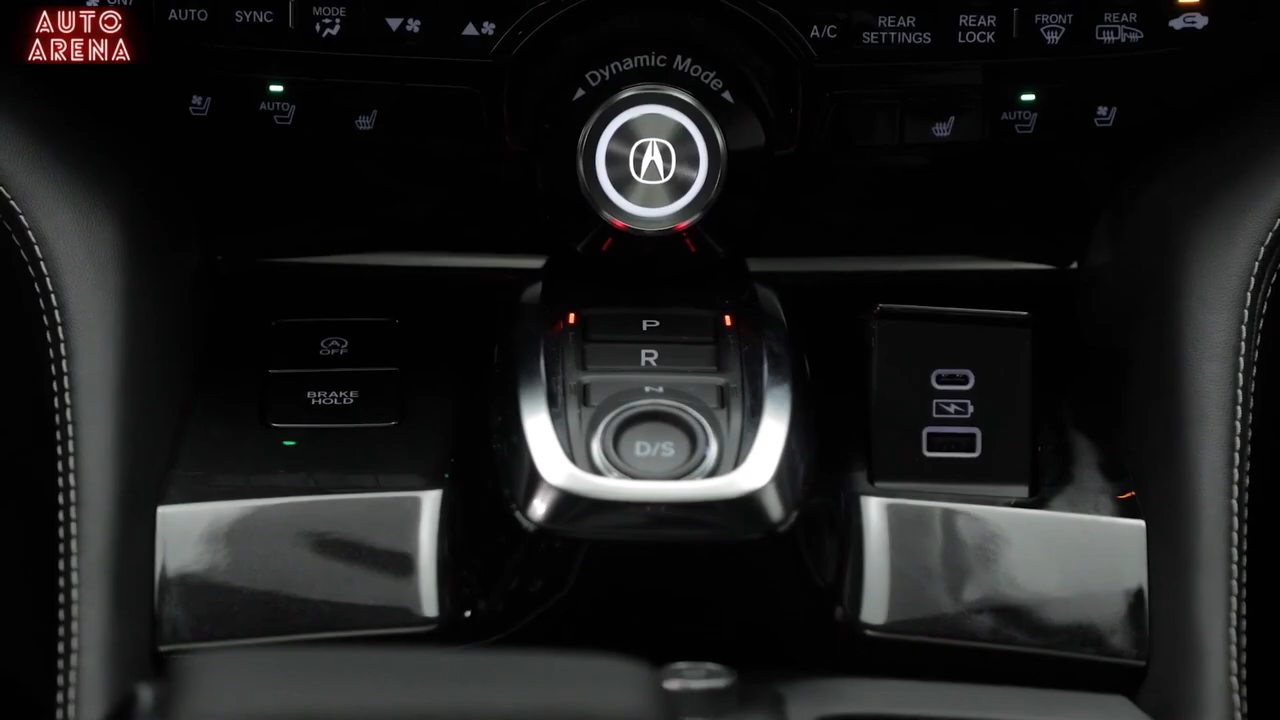 AUTO
ARENA
AUTO
SYNC
MODE
A/C
REAR
SETTINGS
REAR
LOCK
FRONT
REAR
Dynamic Mode
AUTO
AUTO
P
R
N
D/S
A
OFF
BRAKE
HOLD